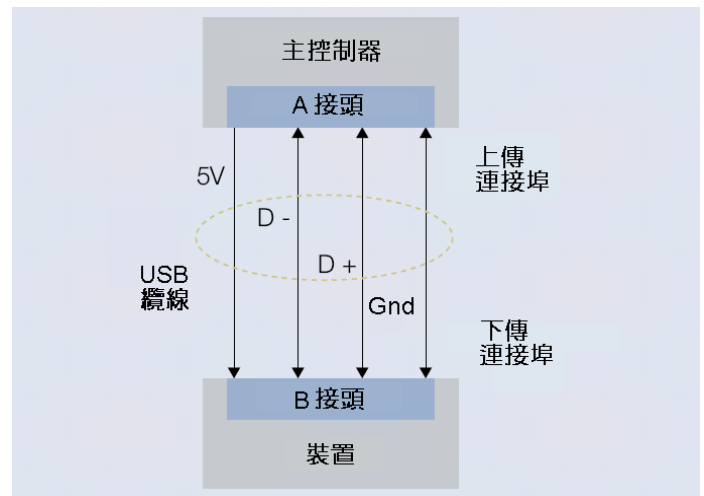 主控制器
A 接頭
上傳
連接埠
5V
D -
D +
USB
纜線
Gnd
下傳
連接埠
B 接頭
裝置